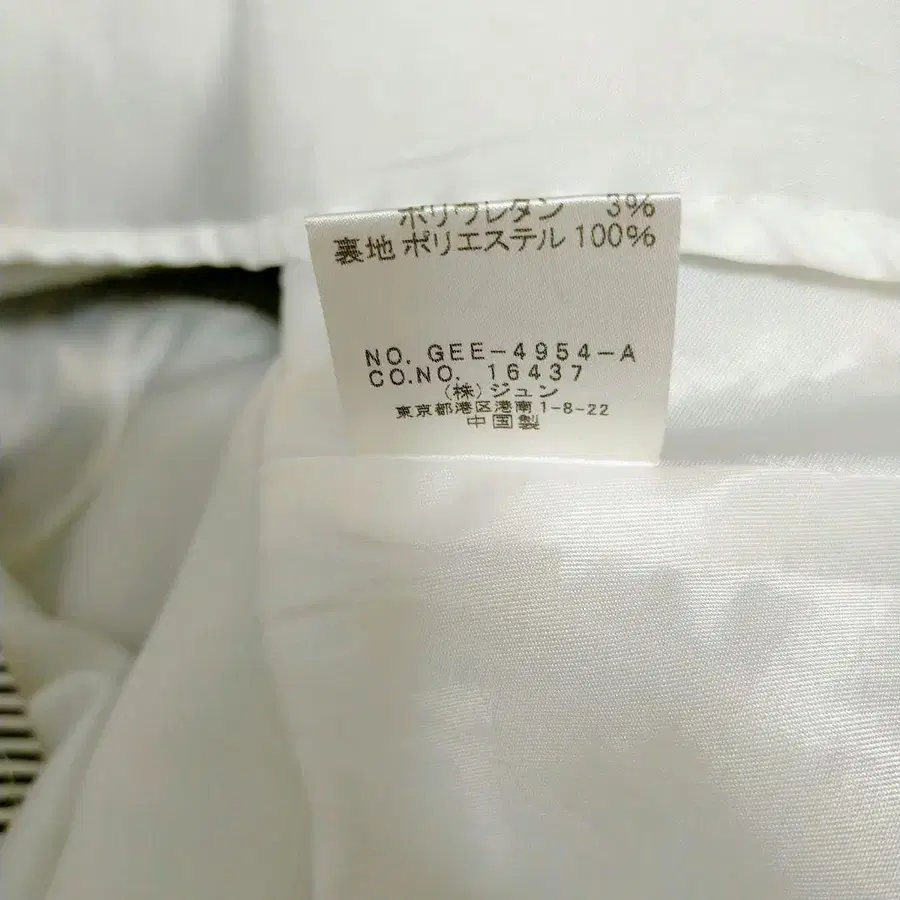 ポリウレタン 3%
裏地 ポリエステル 100%
NO. GEE-4954-A
CO.NO. 16437
(株)ジュン
東京都港区港南1-8-22
中国製